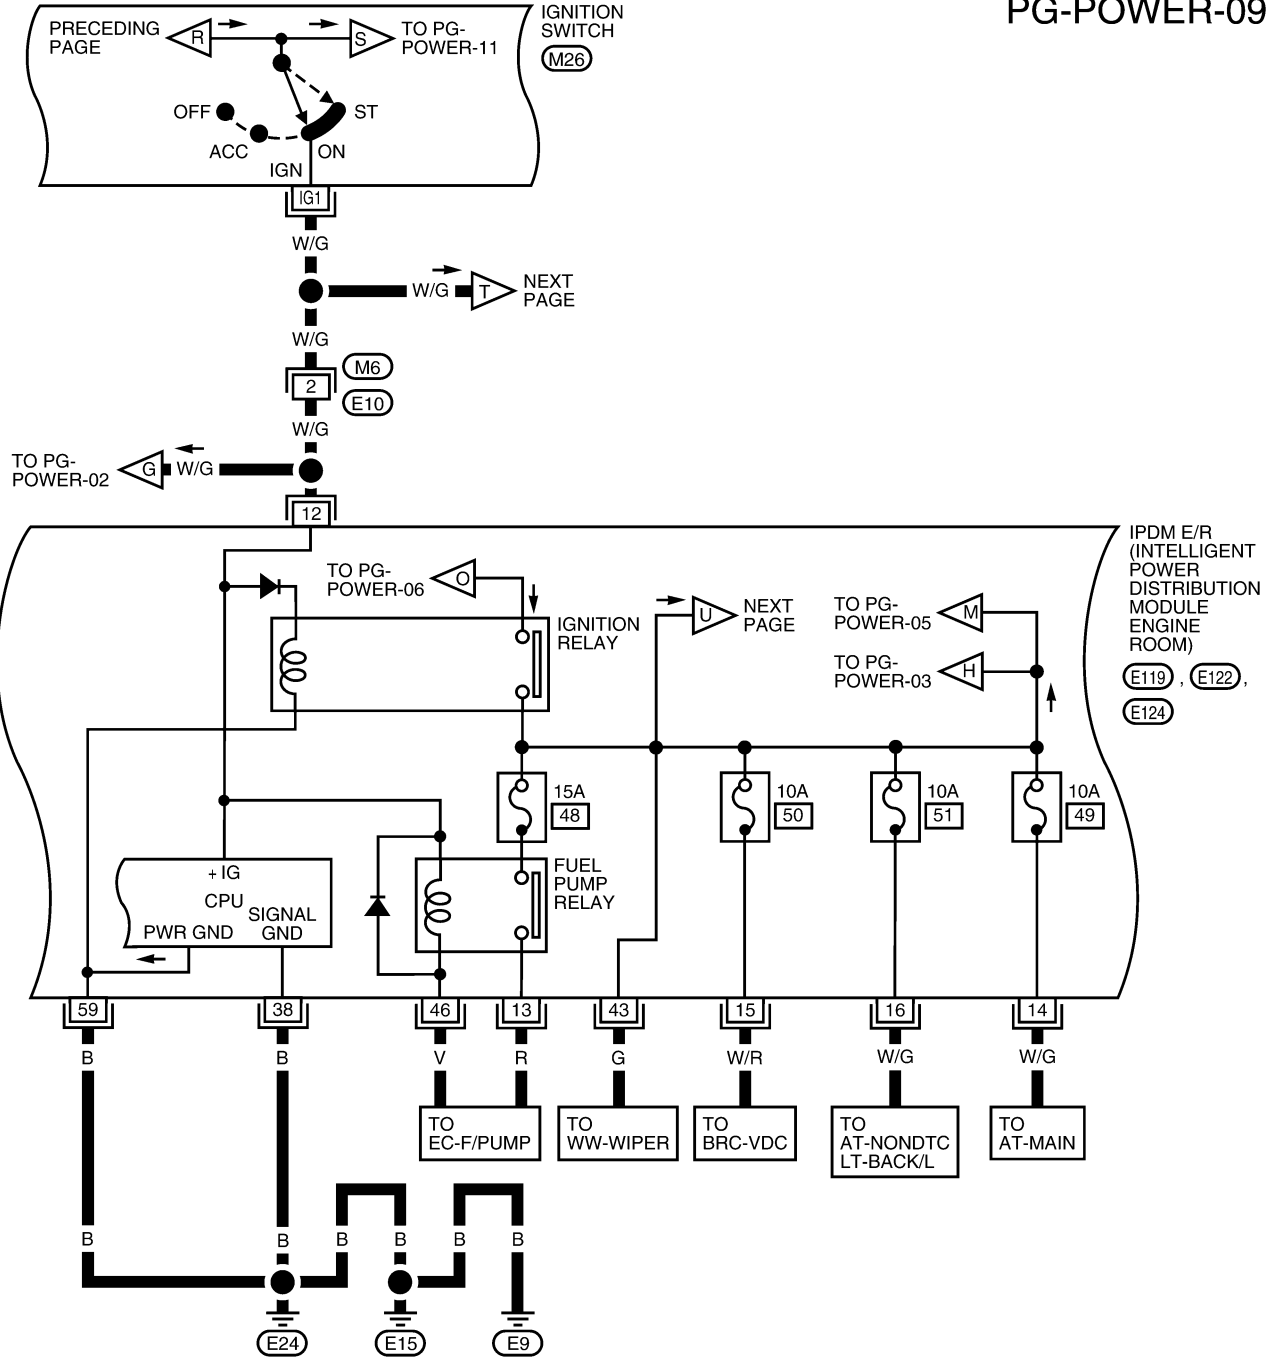 PG-POWER-09
PRECEDING
PAGE
R
S
TO PG-
POWER-11
IGNITION
SWITCH
M26
OFF
ACC
ST
ON
IGN
IG1
W/G
W/G
T
NEXT
PAGE
W/G
M6
2
E10
W/G
TO PG-
POWER-02
G
W/G
12
IPDM E/R
(INTELLIGENT
POWER
DISTRIBUTION
MODULE
ENGINE
ROOM)
E119 , E122 ,
E124
TO PG-
POWER-06
O
IGNITION
RELAY
U
NEXT
PAGE
TO PG-
POWER-05
M
TO PG-
POWER-03
H
15A
48
10A
50
10A
51
10A
49
FUEL
PUMP
RELAY
+ IG
CPU
SIGNAL
GND
PWR GND
59
38
46
13
43
15
16
14
B
B
V
R
G
W/R
W/G
W/G
TO
EC-F/PUMP
TO
WW-WIPER
TO
BRC-VDC
TO
AT-NONDTC
LT-BACK/L
TO
AT-MAIN
B
B
B
B
B
B
E24
E15
E9